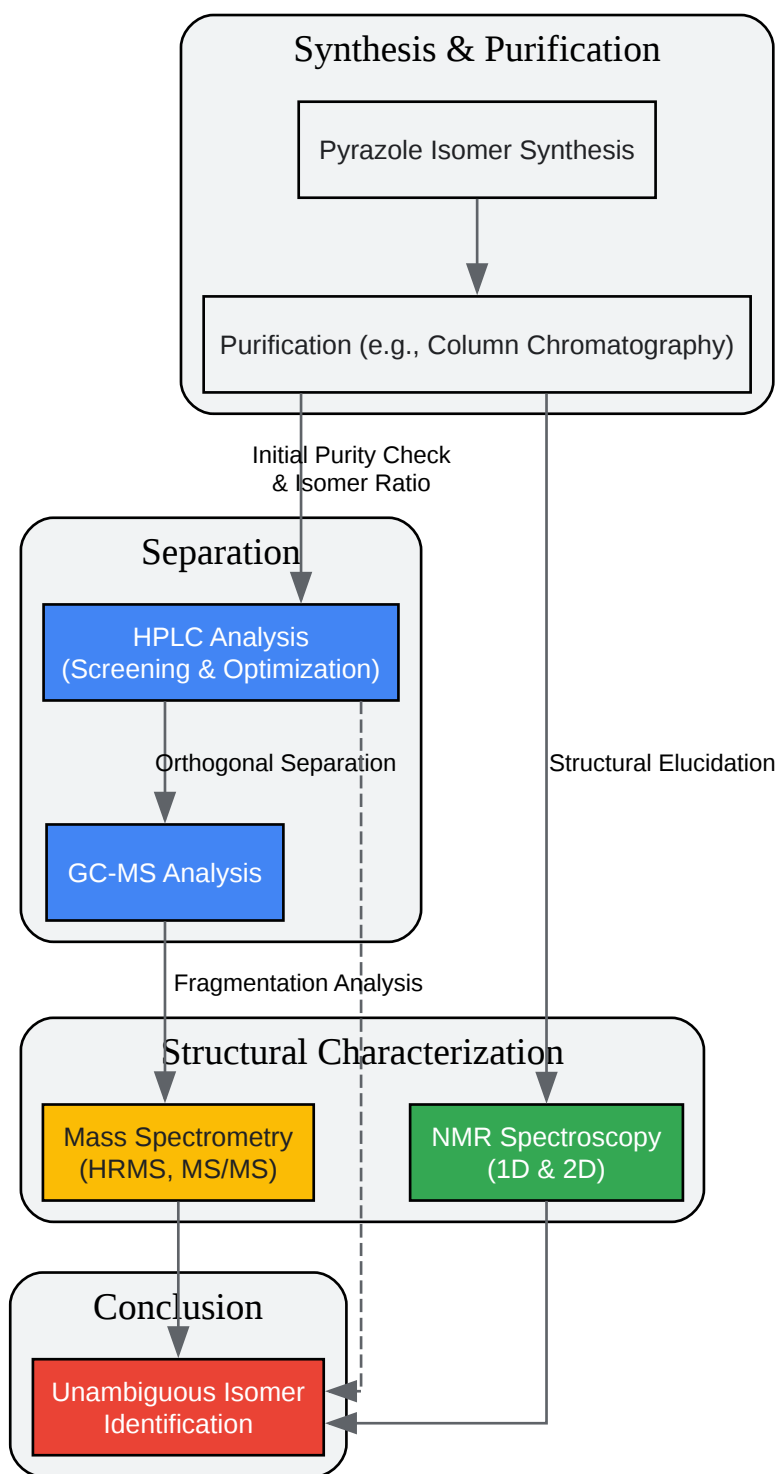 Synthesis & Purification
Pyrazole Isomer Synthesis
Purification (e.g., Column Chromatography)
Initial Purity Check
& Isomer Ratio
Separation
HPLC Analysis
(Screening & Optimization)
Orthogonal Separation
Structural Elucidation
GC-MS Analysis
Fragmentation Analysis
Structural Characterization
Mass Spectrometry
(HRMS, MS/MS)
NMR Spectroscopy
(1D & 2D)
Conclusion
Unambiguous Isomer
Identification